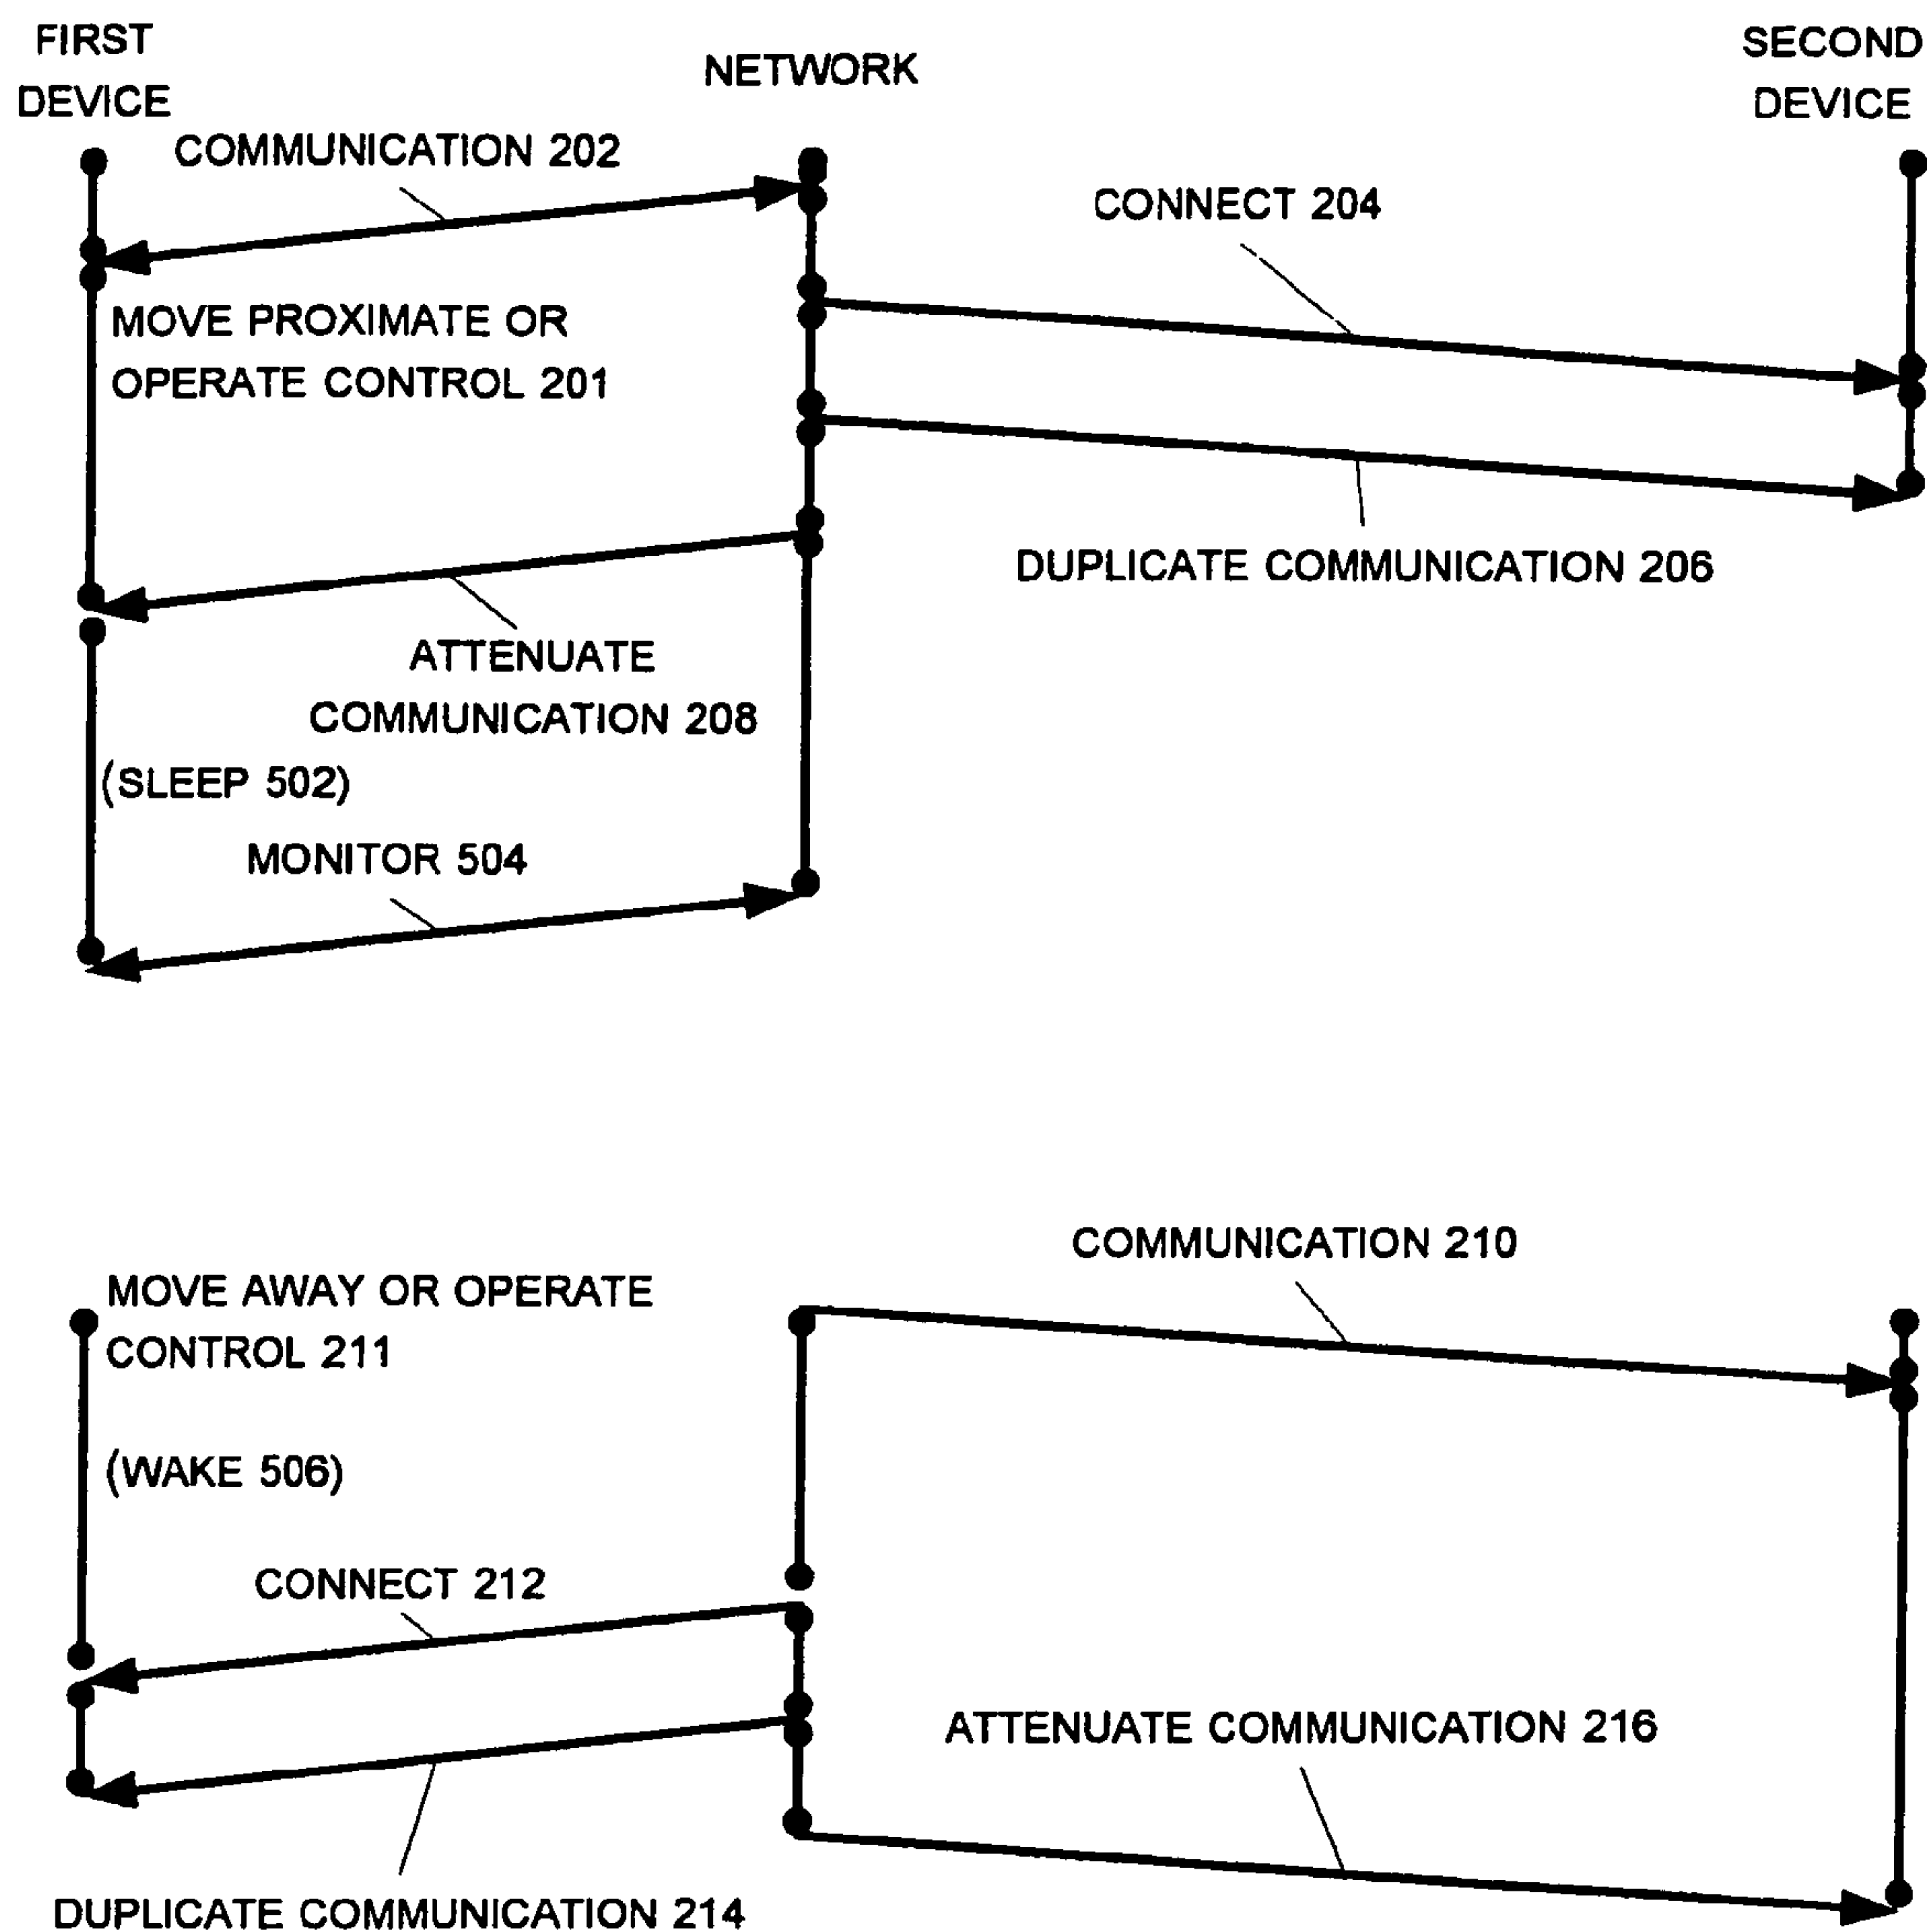 FIRST
DEVICE
NETWORK
SECOND
DEVICE
COMMUNICATION 202
CONNECT 204
MOVE PROXIMATE OR
OPERATE CONTROL 201
DUPLICATE COMMUNICATION 206
ATTENUATE
COMMUNICATION 208
(SLEEP 502)
MONITOR 504
COMMUNICATION 210
MOVE AWAY OR OPERATE
CONTROL 211
(WAKE 506)
CONNECT 212
ATTENUATE COMMUNICATION 216
DUPLICATE COMMUNICATION 214